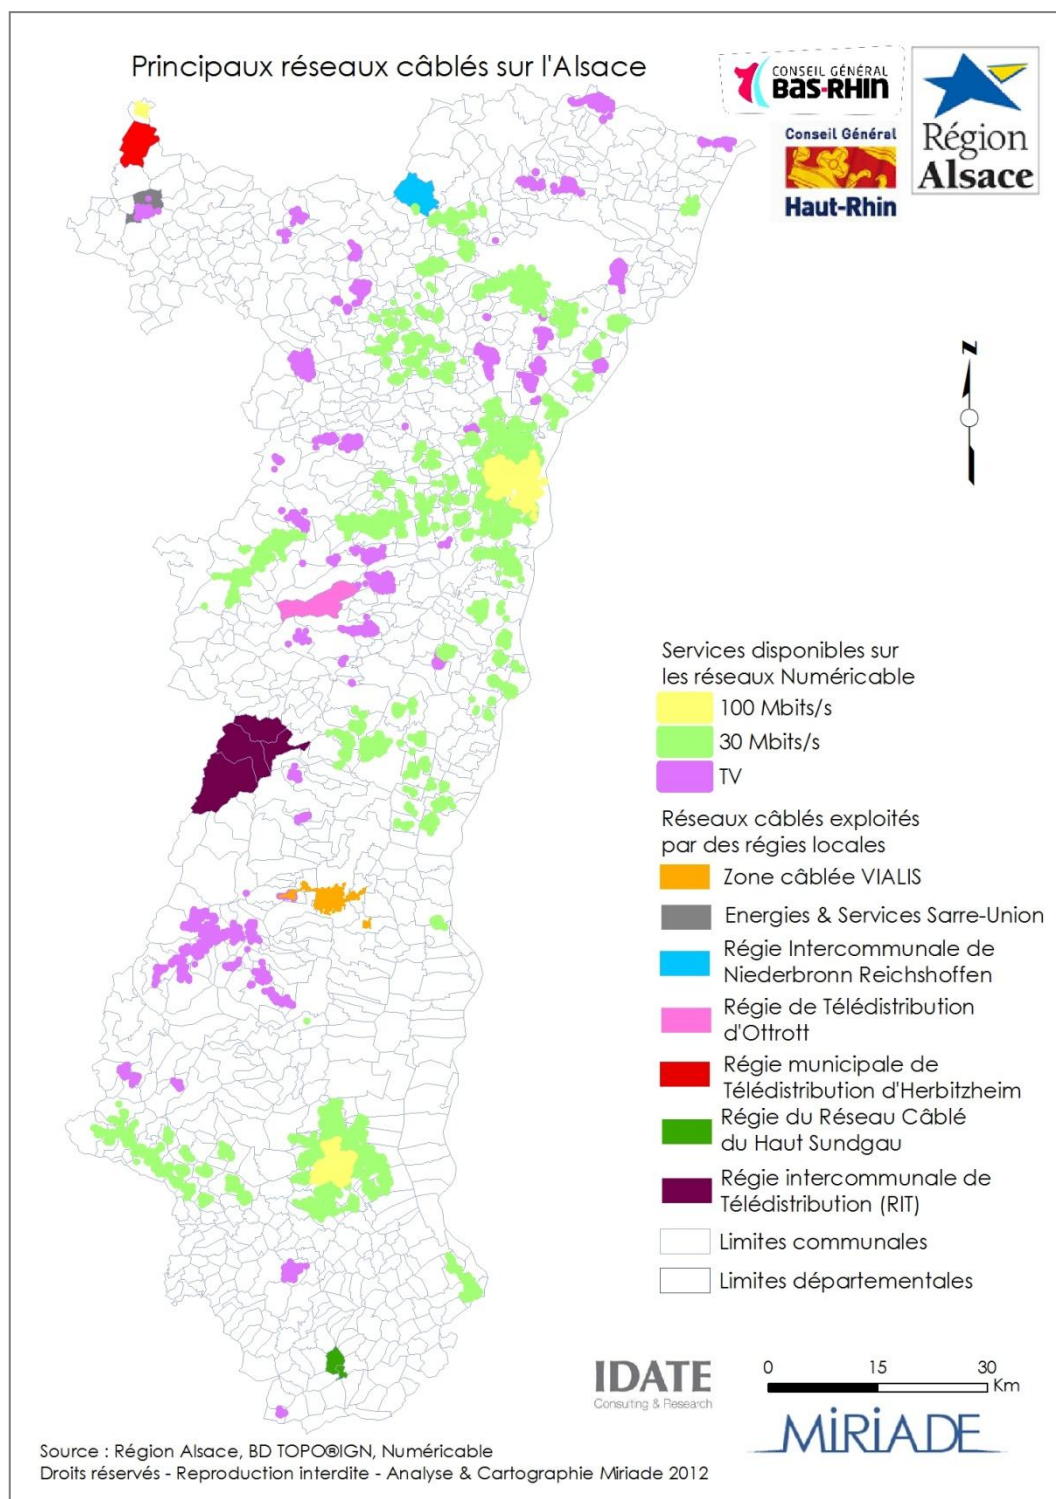 Principaux réseaux câblés sur l'Alsace
CONSEIL GÉNÉRAL
BAS-RHIN
Conseil Général
Haut-Rhin
Région
Alsace
N
Services disponibles sur
les réseaux Numéricable
100 Mbits/s
30 Mbits/s
TV
Réseaux câblés exploités
par des régies locales
Zone câblée VIALIS
Energies & Services Sarre-Union
Régie Intercommunale de
Niederbronn Reichshoffen
Régie de Télédistribution
d'Ottrott
Régie municipale de
Télédistribution d'Herbitzheim
Régie du Réseau Câblé
du Haut Sundgau
Régie intercommunale de
Télédistribution (RIT)
Limites communales
Limites départementales
IDATE
Consulting & Research
0 15 30
Km
MiRiADE
Source : Région Alsace, BD TOPO®IGN, Numéricable
Droits réservés - Reproduction interdite - Analyse & Cartographie Miriade 2012